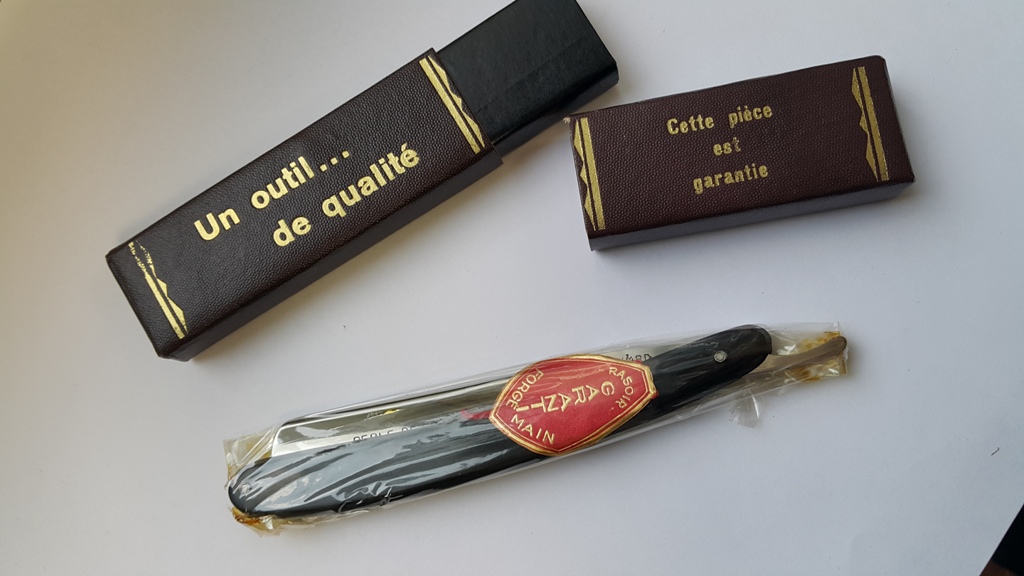 Un outil...
de qualité
Cette pièce
est
garantie
RASOIR
GARANTI
FORGÉ MAIN